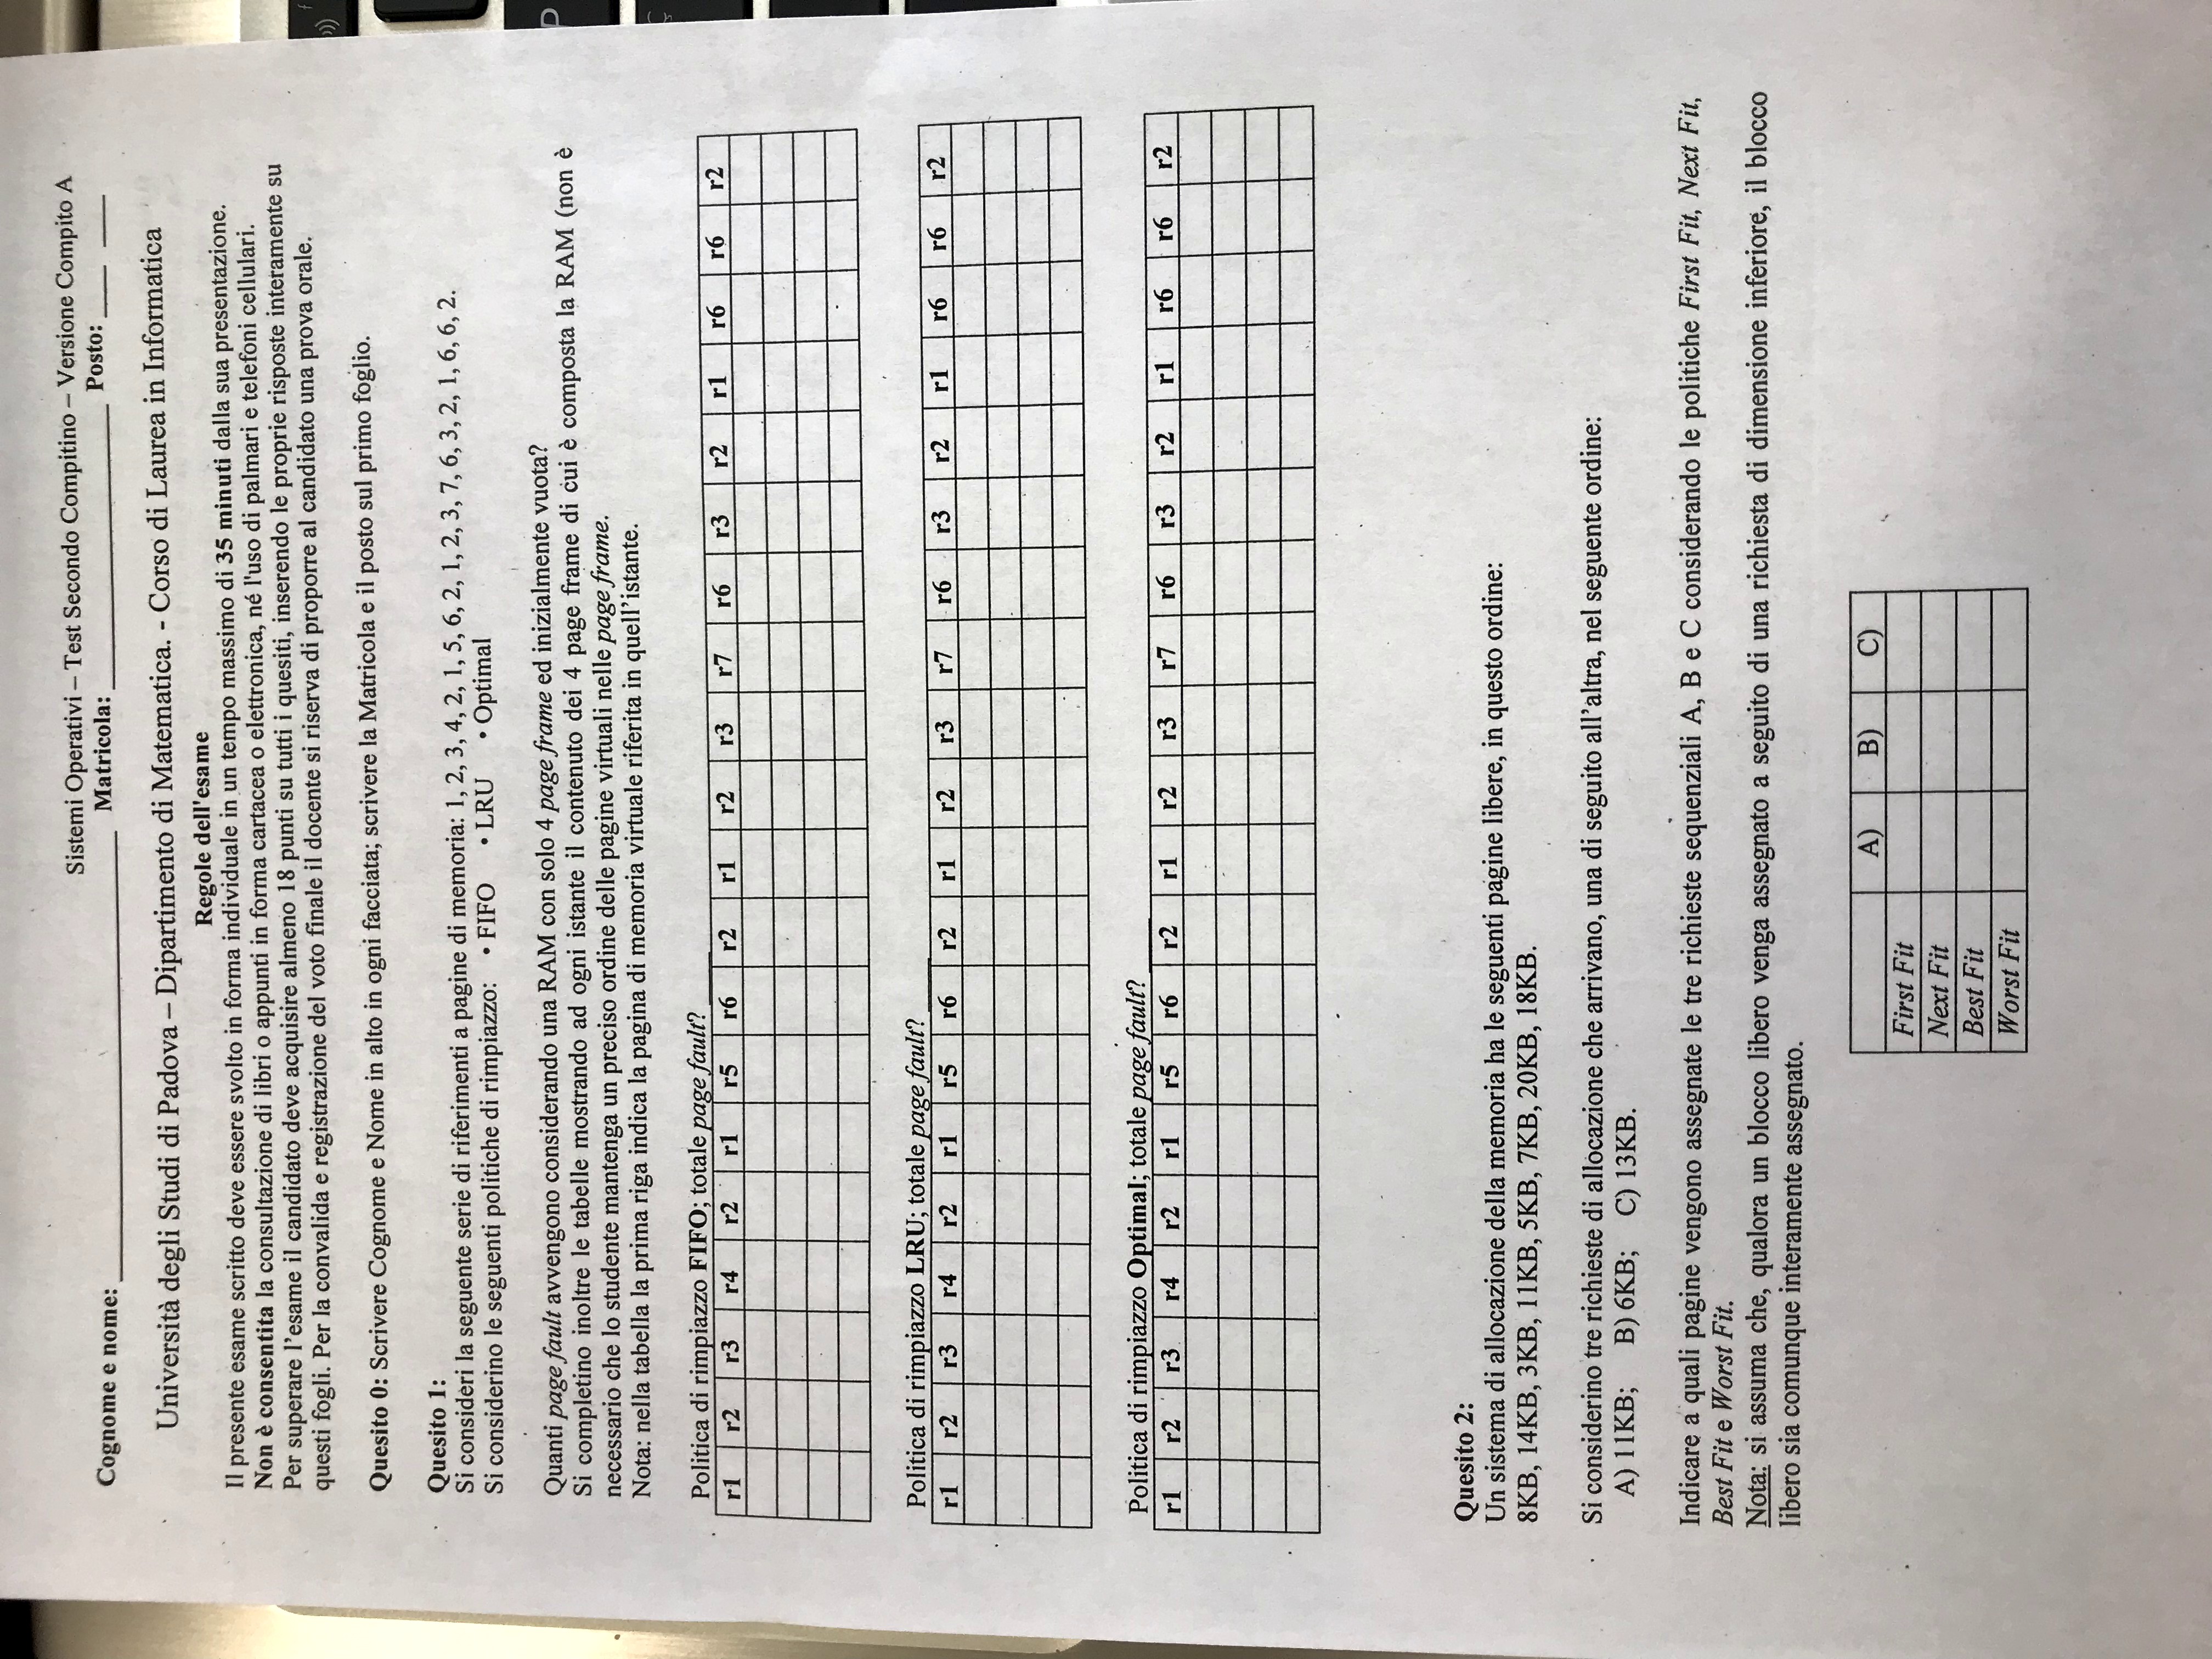 Sistemi Operativi – Test Secondo Compitino – Versione Compito A
Cognome e nome: Matricola: Posto:
Università degli Studi di Padova – Dipartimento di Matematica. - Corso di Laurea in Informatica
Regole dell'esame
Il presente esame scritto deve essere svolto in forma individuale in un tempo massimo di 35 minuti dalla sua presentazione.
Non è consentita la consultazione di libri o appunti in forma cartacea o elettronica, né l'uso di palmari e telefoni cellulari.
Per superare l’esame il candidato deve acquisire almeno 18 punti su tutti i quesiti, inserendo le proprie risposte interamente su
questi fogli. Per la convalida e registrazione del voto finale il docente si riserva di proporre al candidato una prova orale.
Quesito 0: Scrivere Cognome e Nome in alto in ogni facciata; scrivere la Matricola e il posto sul primo foglio.
Quesito 1:
Si consideri la seguente serie di riferimenti a pagine di memoria: 1, 2, 3, 4, 2, 1, 5, 6, 2, 1, 2, 3, 7, 6, 3, 2, 1, 6, 6, 2.
Si considerino le seguenti politiche di rimpiazzo: • FIFO • LRU • Optimal
Quanti page fault avvengono considerando una RAM con solo 4 page frame ed inizialmente vuota?
Si completino inoltre le tabelle mostrando ad ogni istante il contenuto dei 4 page frame di cui è composta la RAM (non è
necessario che lo studente mantenga un preciso ordine delle pagine virtuali nelle page frame.
Nota: nella tabella la prima riga indica la pagina di memoria virtuale riferita in quell’istante.
Politica di rimpiazzo FIFO; totale page fault?
r1 r2 r3 r4 r2 r1 r5 r6 r2 r1 r2 r3 r7 r6 r3 r2 r1 r6 r6 r2
Politica di rimpiazzo LRU; totale page fault?
r1 r2 r3 r4 r2 r1 r5 r6 r2 r1 r2 r3 r7 r6 r3 r2 r1 r6 r6 r2
Politica di rimpiazzo Optimal; totale page fault?
r1 r2 r3 r4 r2 r1 r5 r6 r2 r1 r2 r3 r7 r6 r3 r2 r1 r6 r6 r2
Quesito 2:
Un sistema di allocazione della memoria ha le seguenti pagine libere, in questo ordine:
8KB, 14KB, 3KB, 11KB, 5KB, 7KB, 20KB, 18KB.
Si considerino tre richieste di allocazione che arrivano, una di seguito all’altra, nel seguente ordine:
A) 11KB; B) 6KB; C) 13KB.
Indicare a quali pagine vengono assegnate le tre richieste sequenziali A, B e C considerando le politiche First Fit, Next Fit,
Best Fit e Worst Fit.
Nota: si assuma che, qualora un blocco libero venga assegnato a seguito di una richiesta di dimensione inferiore, il blocco
libero sia comunque interamente assegnato.
A) B) C)
First Fit
Next Fit
Best Fit
Worst Fit